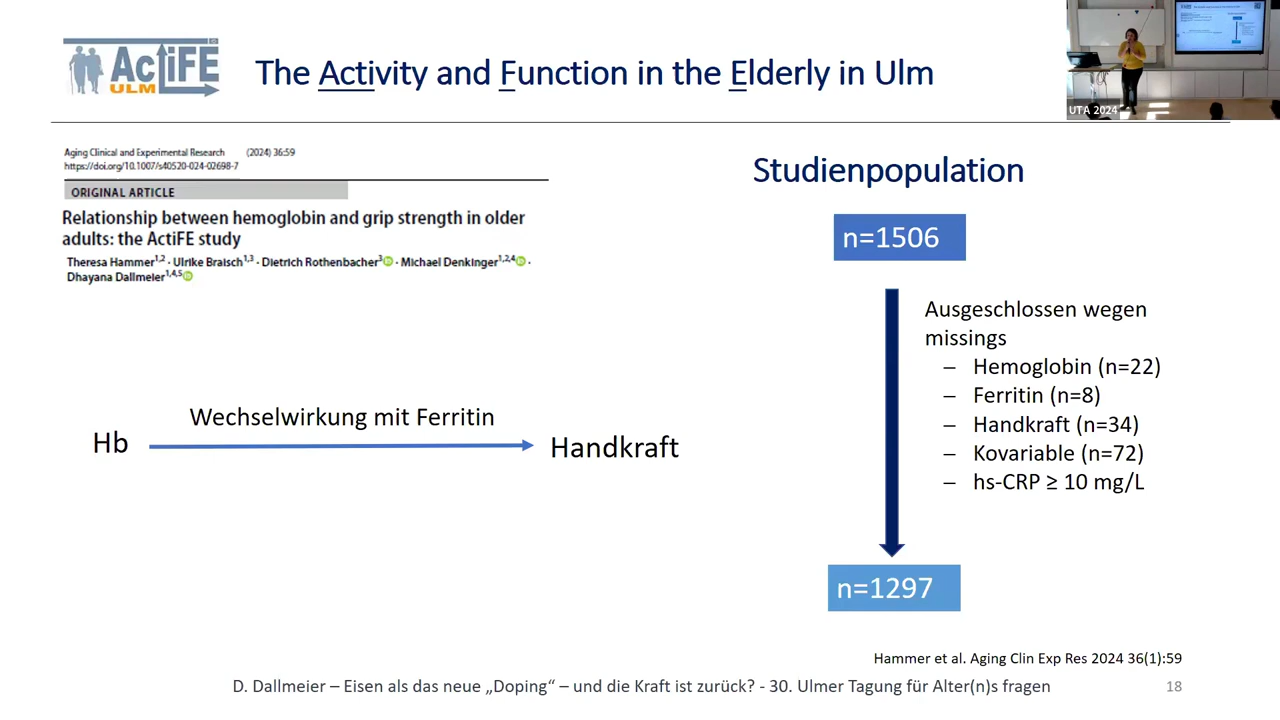 ActiFE
ULM
The Activity and Function in the Elderly in Ulm
UTA 2024
Aging Clinical and Experimental Research (2024) 36:59
https://doi.org/10.1007/s40520-024-02698-7
ORIGINAL ARTICLE
Relationship between hemoglobin and grip strength in older
adults: the ActiFE study
Theresa Hammer1,2 · Ulrike Braisch1,3 · Dietrich Rothenbacher3 · Michael Denkinger1,2,4 ·
Dhayana Dallmeier1,4,5
Wechselwirkung mit Ferritin
Hb
Handkraft
Studienpopulation
n=1506
Ausgeschlossen wegen
missings
– Hemoglobin (n=22)
– Ferritin (n=8)
– Handkraft (n=34)
– Kovariable (n=72)
– hs-CRP ≥ 10 mg/L
n=1297
Hammer et al. Aging Clin Exp Res 2024 36(1):59
D. Dallmeier – Eisen als das neue „Doping“ – und die Kraft ist zurück? - 30. Ulmer Tagung für Alter(n)s fragen
18